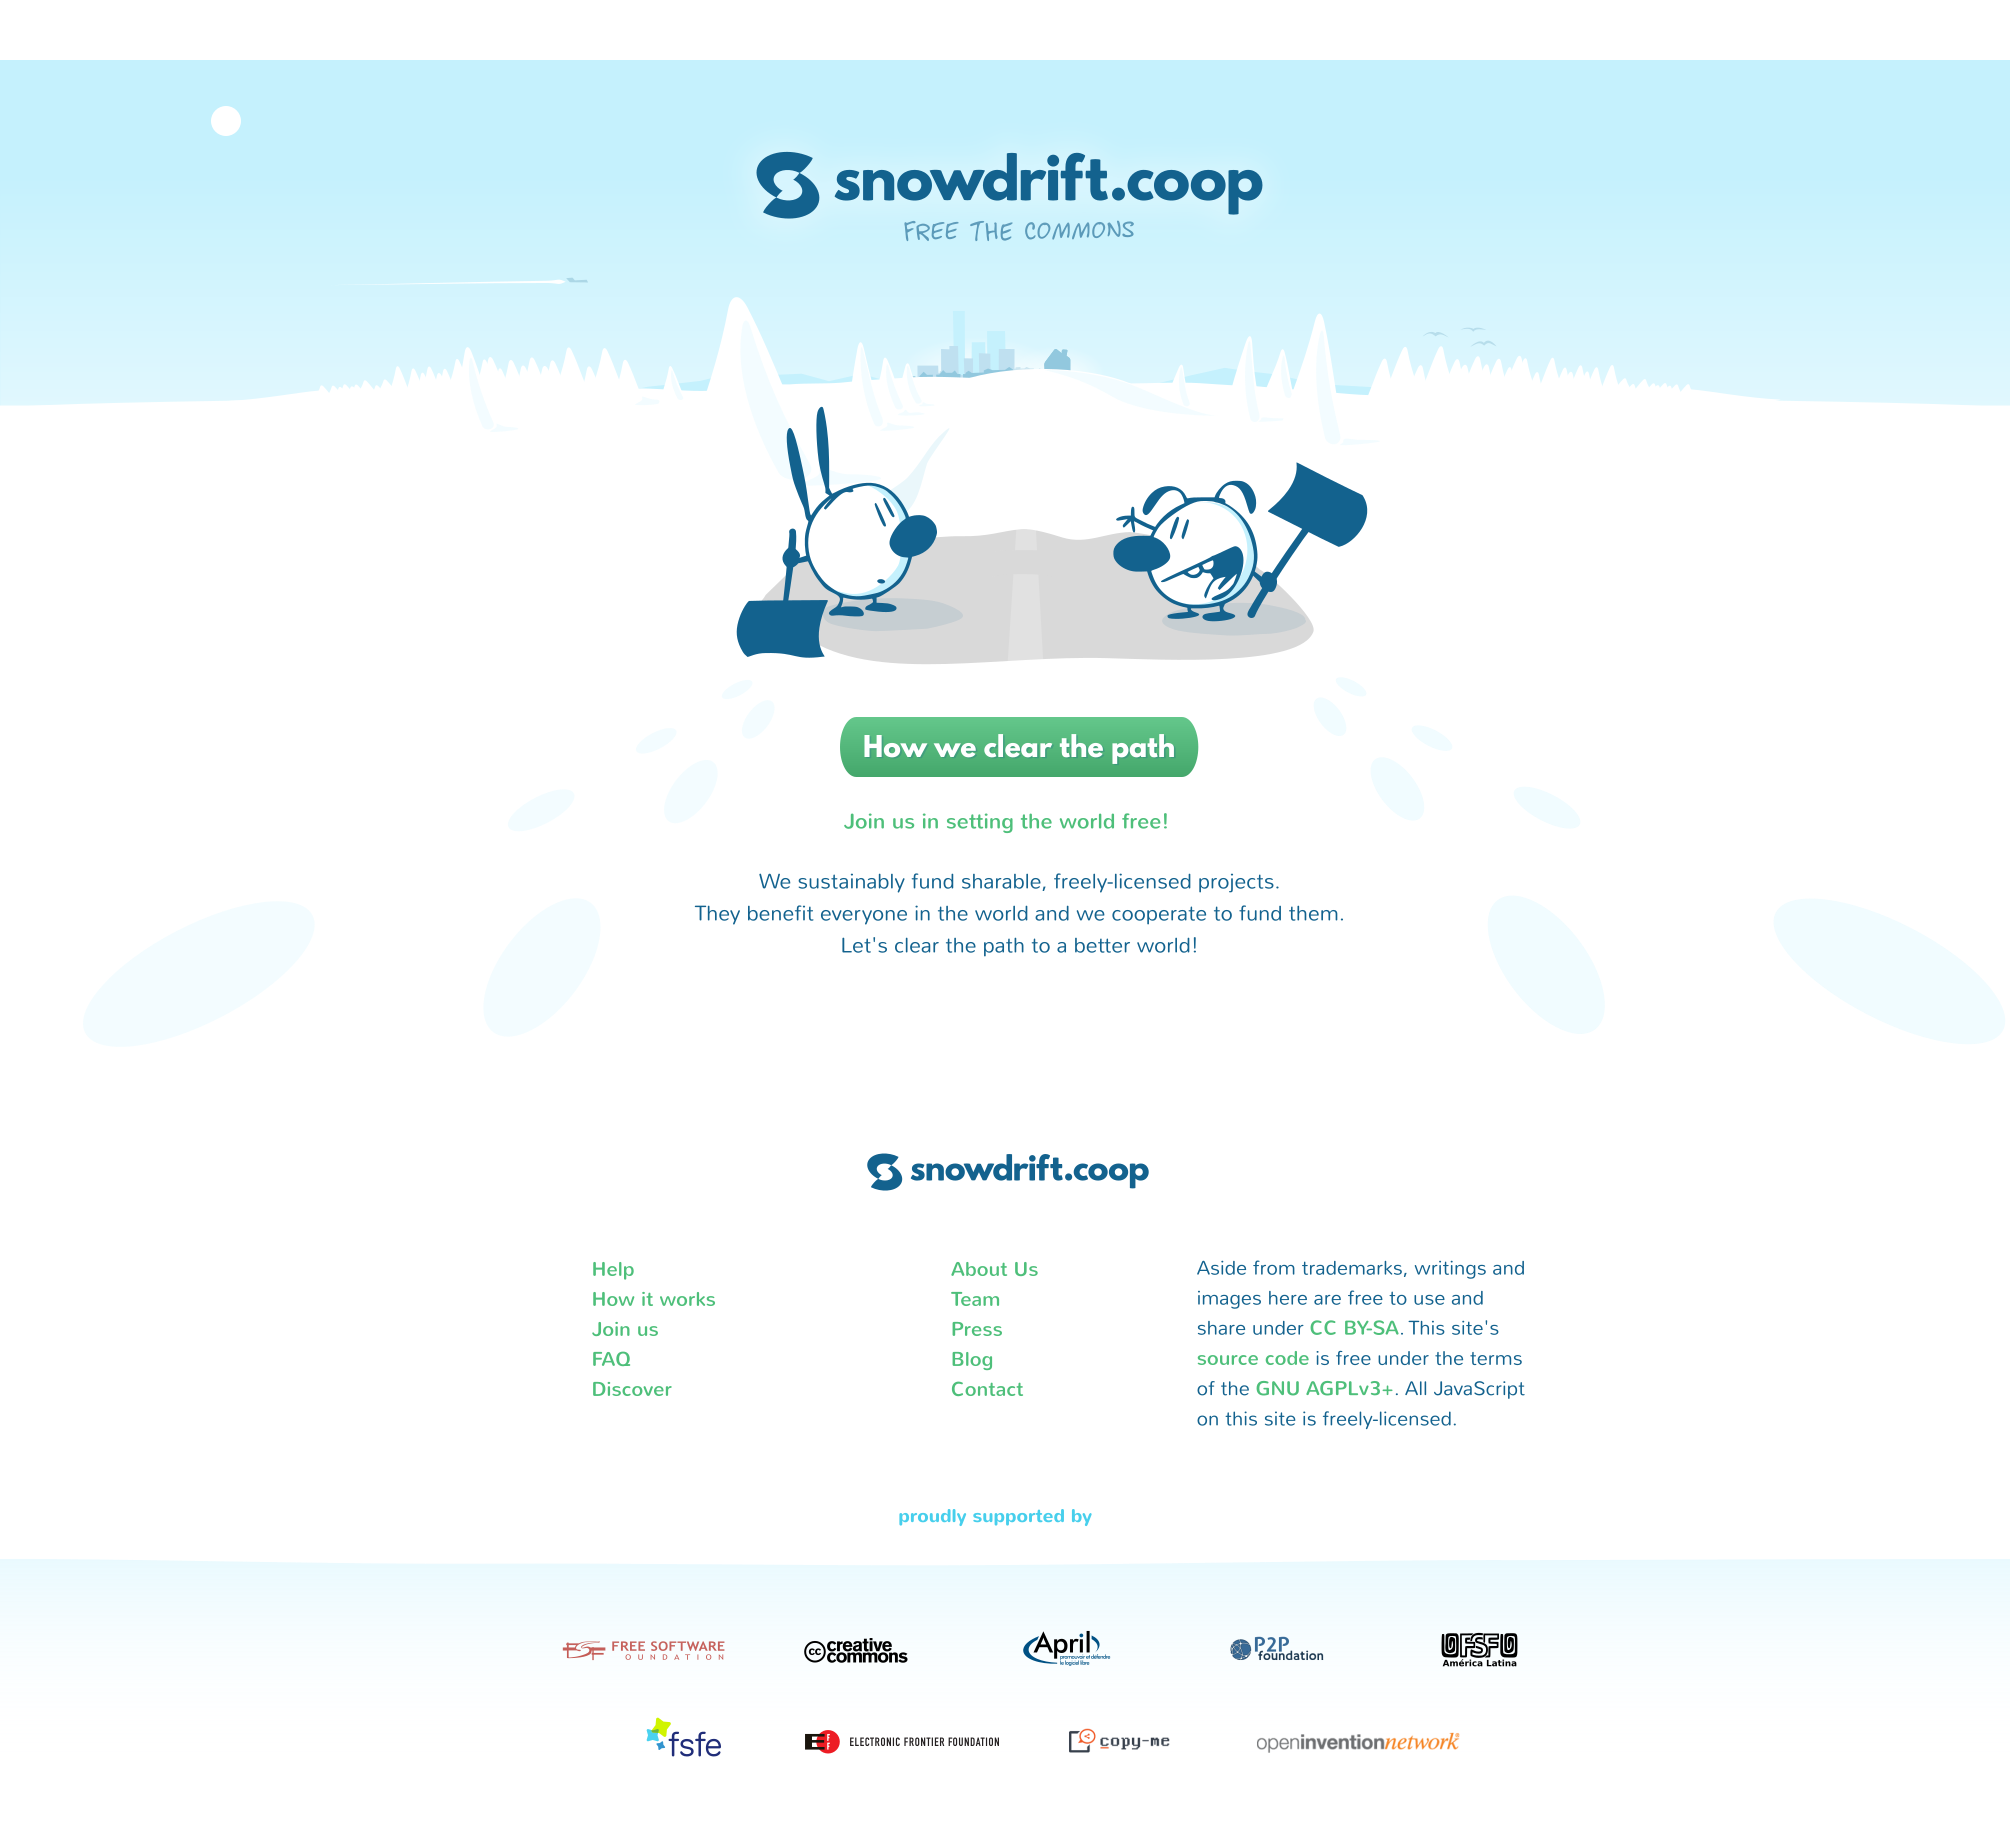 snowdrift.coop
FREE THE COMMONS
How we clear the path
Join us in setting the world free!
We sustainably fund sharable, freely-licensed projects.
They benefit everyone in the world and we cooperate to fund them.
Let's clear the path to a better world!
snowdrift.coop
Help
How it works
Join us
FAQ
Discover
About Us
Team
Press
Blog
Contact
Aside from trademarks, writings and
images here are free to use and
share under CC BY-SA. This site's
source code is free under the terms
of the GNU AGPLv3+. All JavaScript
on this site is freely-licensed.
proudly supported by
FSF FREE SOFTWARE
FOUNDATION
cc creative
commons
April
promouvoir et défendre
le logiciel libre
P2P
foundation
FSF
América Latina
fsfe
EFF ELECTRONIC FRONTIER FOUNDATION
copy-me
openinventionnetwork